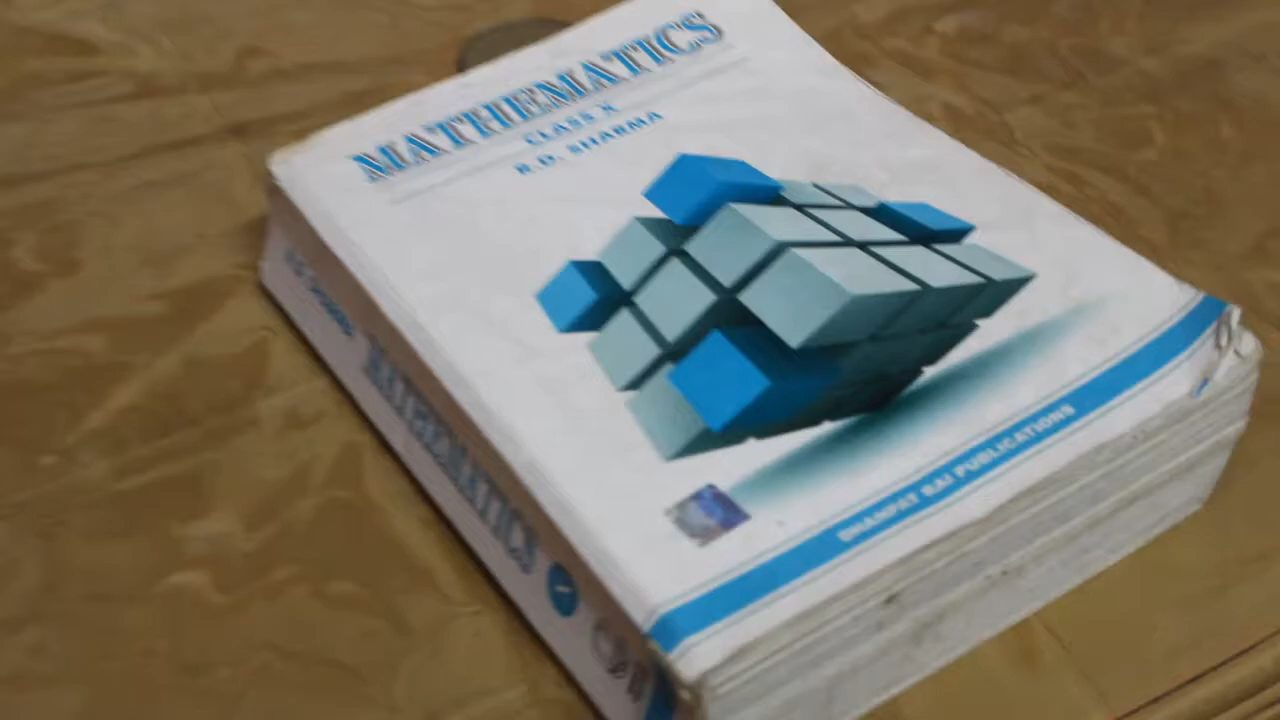 MATHEMATICS
CLASS X
R.D. SHARMA
DHANPAT RAI PUBLICATIONS
MATHEMATICS